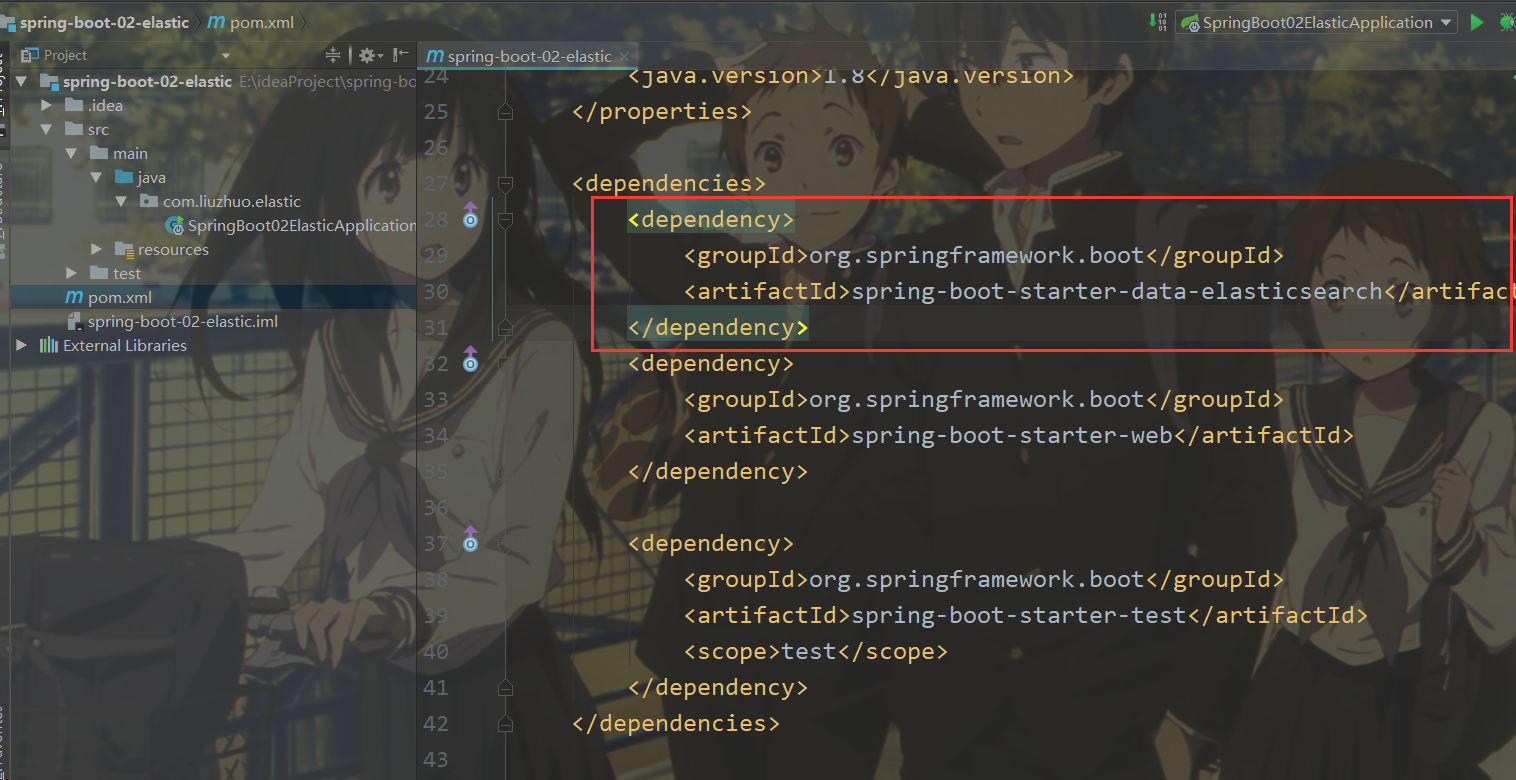 spring-boot-02-elastic
pom.xml
SpringBoot02ElasticApplication
Project
spring-boot-02-elastic E:\ideaProject\spring-bo
.idea
src
main
java
com.liuzhuo.elastic
SpringBoot02ElasticApplication
resources
test
pom.xml
spring-boot-02-elastic.iml
External Libraries
spring-boot-02-elastic
24 <java.version>1.8</java.version>
25 </properties>
26
27 <dependencies>
28 <dependency>
29 <groupId>org.springframework.boot</groupId>
30 <artifactId>spring-boot-starter-data-elasticsearch</artifact
31 </dependency>
32 <dependency>
33 <groupId>org.springframework.boot</groupId>
34 <artifactId>spring-boot-starter-web</artifactId>
35 </dependency>
36
37 <dependency>
38 <groupId>org.springframework.boot</groupId>
39 <artifactId>spring-boot-starter-test</artifactId>
40 <scope>test</scope>
41 </dependency>
42 </dependencies>
43